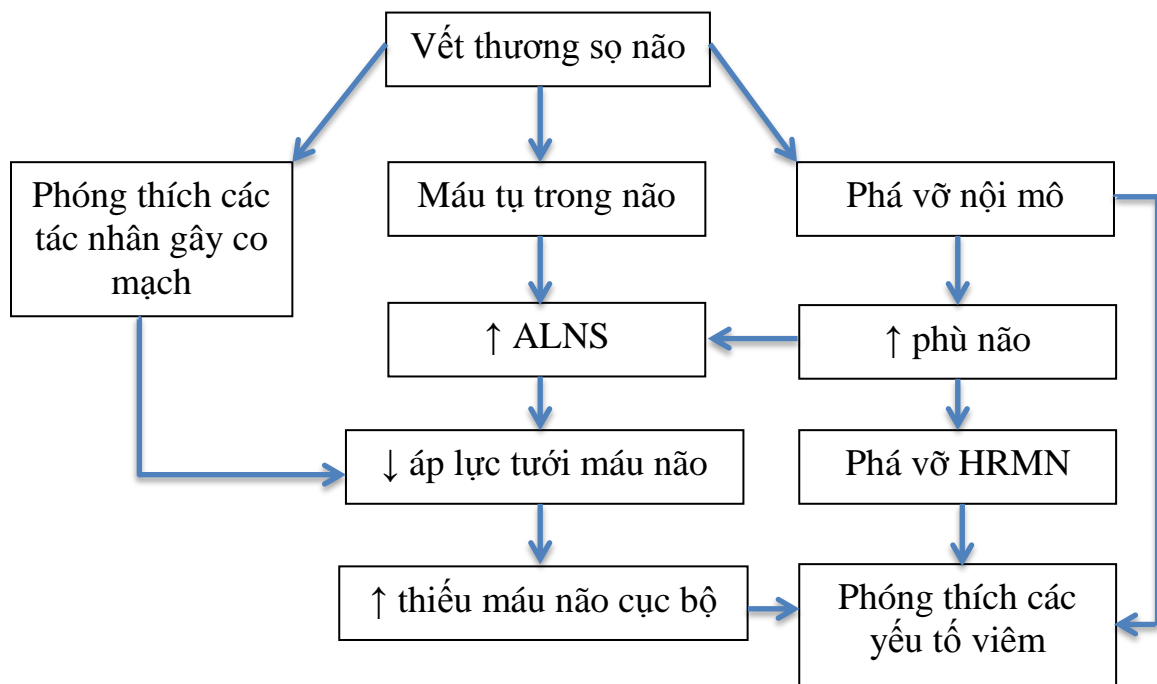 Vết thương sọ não
Phóng thích các
tác nhân gây co
mạch
Máu tụ trong não
Phá vỡ nội mô
↑ ALNS
↑ phù não
↓ áp lực tưới máu não
Phá vỡ HRMN
↑ thiếu máu não cục bộ
Phóng thích các
yếu tố viêm